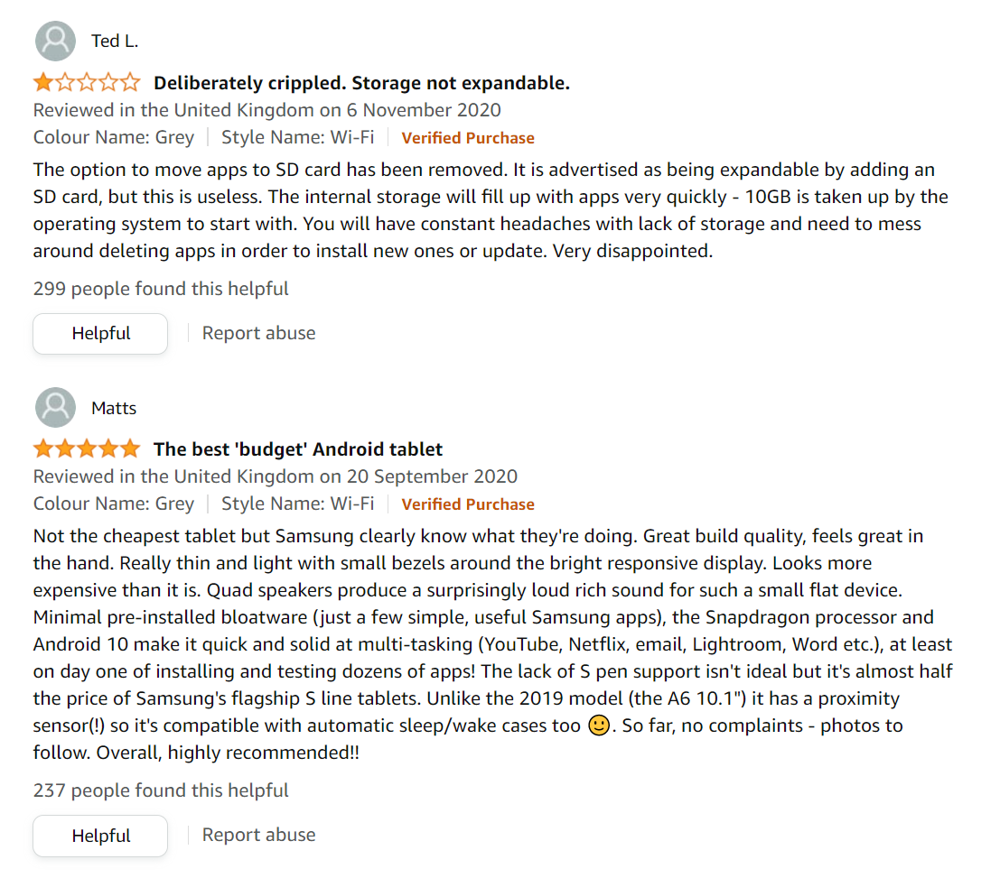 Ted L.
Deliberately crippled. Storage not expandable.
Reviewed in the United Kingdom on 6 November 2020
Colour Name: Grey | Style Name: Wi-Fi | Verified Purchase
The option to move apps to SD card has been removed. It is advertised as being expandable by adding an
SD card, but this is useless. The internal storage will fill up with apps very quickly - 10GB is taken up by the
operating system to start with. You will have constant headaches with lack of storage and need to mess
around deleting apps in order to install new ones or update. Very disappointed.
299 people found this helpful
Helpful | Report abuse
Matts
The best 'budget' Android tablet
Reviewed in the United Kingdom on 20 September 2020
Colour Name: Grey | Style Name: Wi-Fi | Verified Purchase
Not the cheapest tablet but Samsung clearly know what they're doing. Great build quality, feels great in
the hand. Really thin and light with small bezels around the bright responsive display. Looks more
expensive than it is. Quad speakers produce a surprisingly loud rich sound for such a small flat device.
Minimal pre-installed bloatware (just a few simple, useful Samsung apps), the Snapdragon processor and
Android 10 make it quick and solid at multi-tasking (YouTube, Netflix, email, Lightroom, Word etc.), at least
on day one of installing and testing dozens of apps! The lack of S pen support isn't ideal but it's almost half
the price of Samsung's flagship S line tablets. Unlike the 2019 model (the A6 10.1") it has a proximity
sensor(!) so it's compatible with automatic sleep/wake cases too 🙂. So far, no complaints - photos to
follow. Overall, highly recommended!!
237 people found this helpful
Helpful | Report abuse